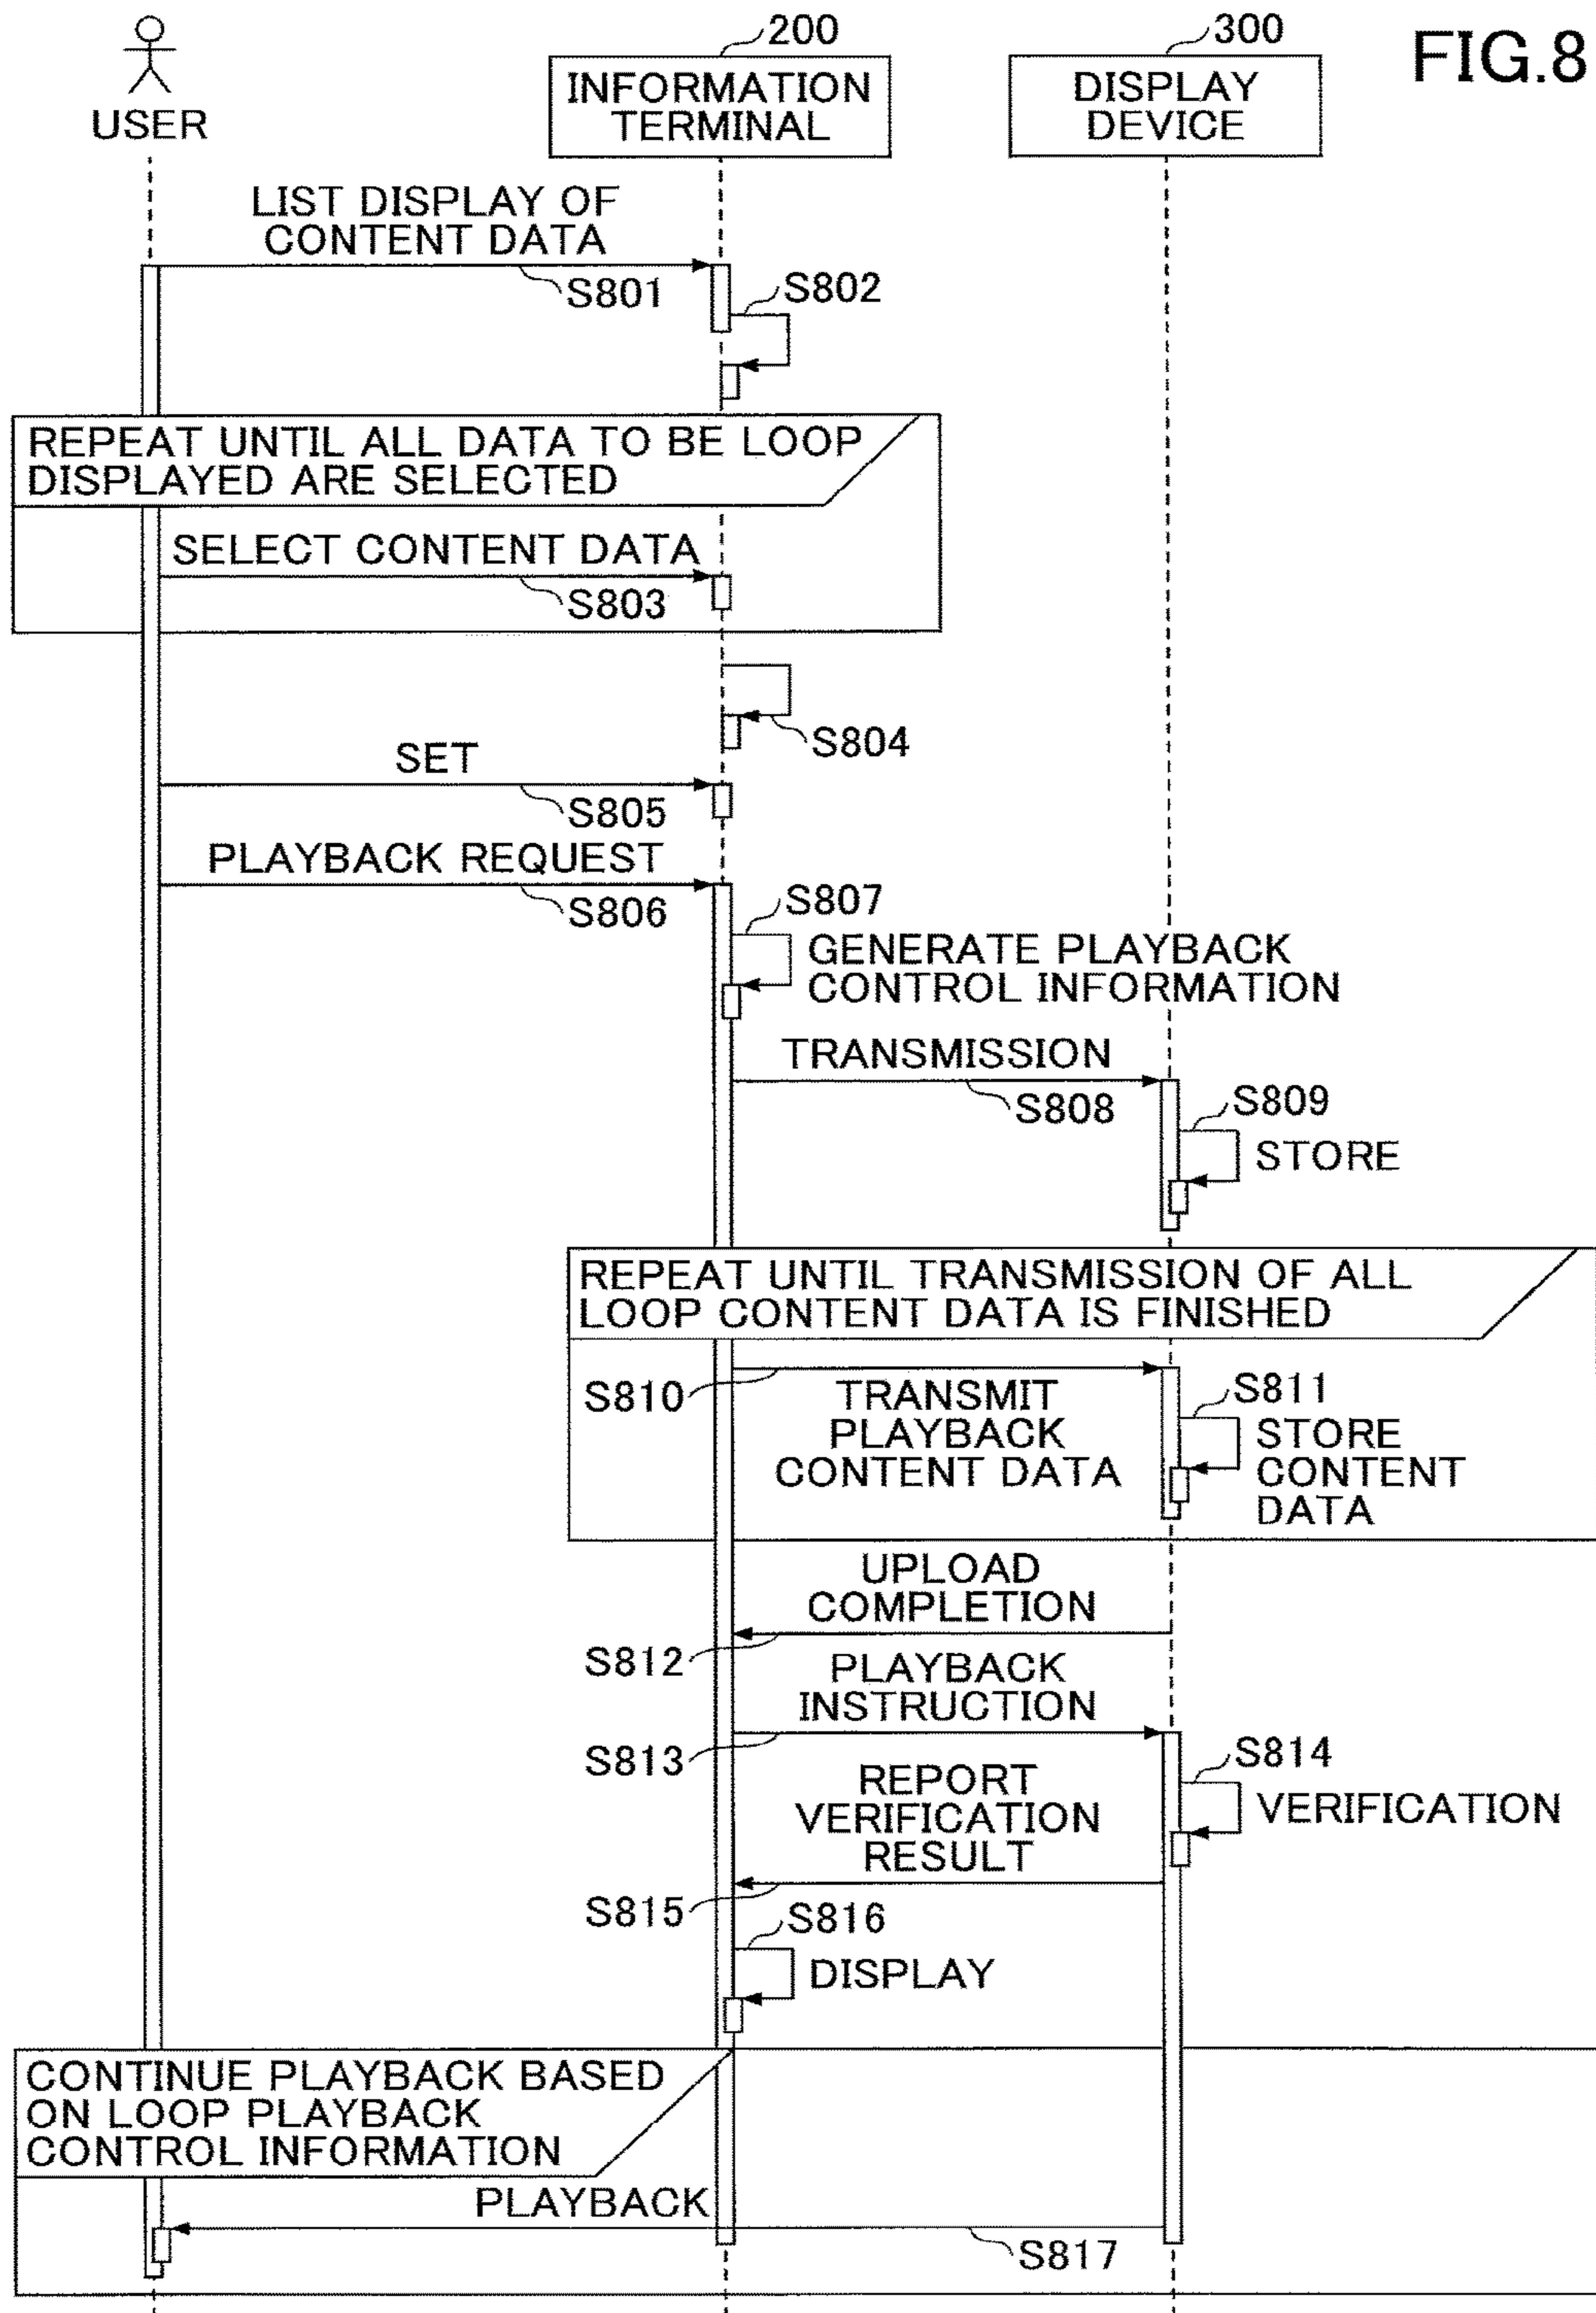 FIG.8
200
300
USER
INFORMATION
TERMINAL
DISPLAY
DEVICE
LIST DISPLAY OF
CONTENT DATA
S801
S802
REPEAT UNTIL ALL DATA TO BE LOOP
DISPLAYED ARE SELECTED
SELECT CONTENT DATA
S803
S804
SET
S805
PLAYBACK REQUEST
S806
S807
GENERATE PLAYBACK
CONTROL INFORMATION
TRANSMISSION
S808
S809
STORE
REPEAT UNTIL TRANSMISSION OF ALL
LOOP CONTENT DATA IS FINISHED
S810
TRANSMIT
PLAYBACK
CONTENT DATA
S811
STORE
CONTENT
DATA
UPLOAD
COMPLETION
S812
PLAYBACK
INSTRUCTION
S813
S814
VERIFICATION
REPORT
VERIFICATION
RESULT
S815
S816
DISPLAY
CONTINUE PLAYBACK BASED
ON LOOP PLAYBACK
CONTROL INFORMATION
PLAYBACK
S817